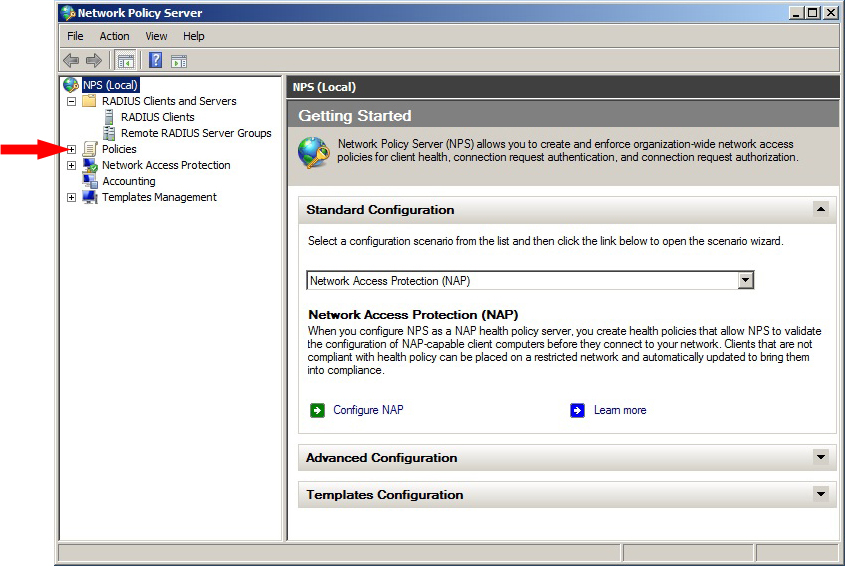 Network Policy Server
File Action View Help
NPS (Local)
RADIUS Clients and Servers
RADIUS Clients
Remote RADIUS Server Groups
Policies
Network Access Protection
Accounting
Templates Management
NPS (Local)
Getting Started
Network Policy Server (NPS) allows you to create and enforce organization-wide network access
policies for client health, connection request authentication, and connection request authorization.
Standard Configuration
Select a configuration scenario from the list and then click the link below to open the scenario wizard.
Network Access Protection (NAP)
Network Access Protection (NAP)
When you configure NPS as a NAP health policy server, you create health policies that allow NPS to validate
the configuration of NAP-capable client computers before they connect to your network. Clients that are not
compliant with health policy can be placed on a restricted network and automatically updated to bring them
into compliance.
Configure NAP
Learn more
Advanced Configuration
Templates Configuration